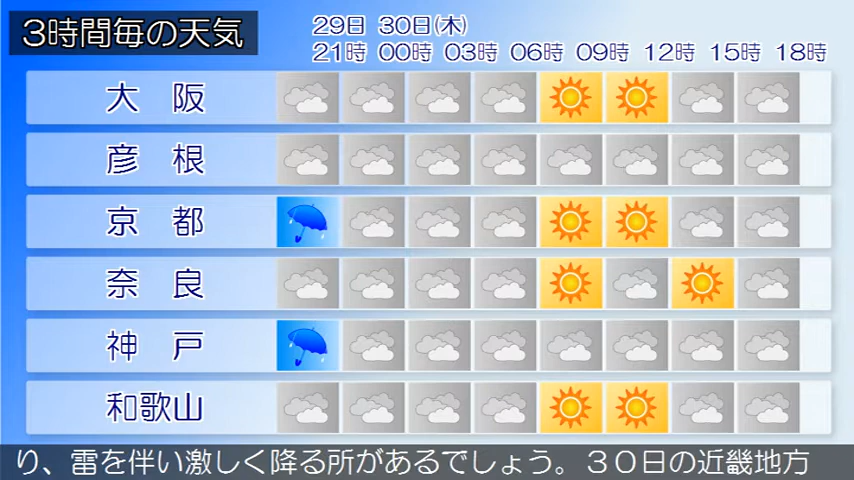 3時間毎の天気
29日 30日(木)
21時 00時 03時 06時 09時 12時 15時 18時
大 阪
彦 根
京 都
奈 良
神 戸
和歌山
り、雷を伴い激しく降る所があるでしょう。３０日の近畿地方